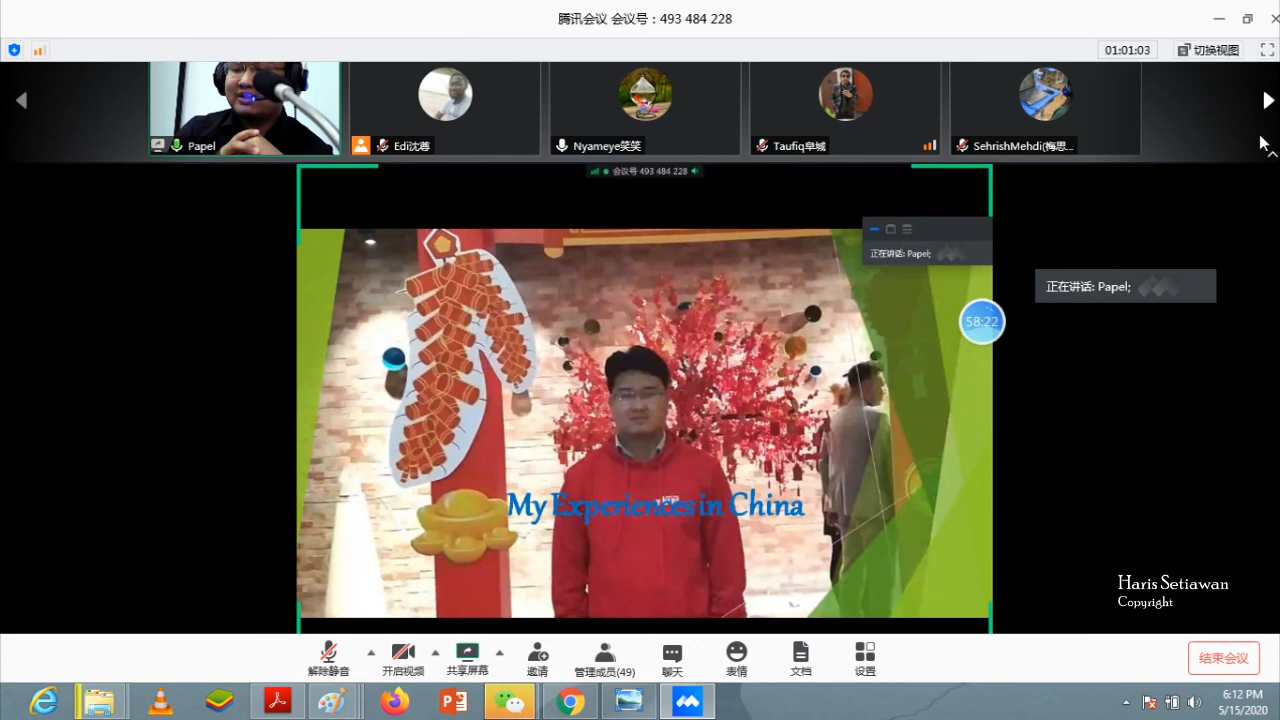 腾讯会议 会议号：493 484 228
01:01:03
切换视图
Papel
Edi沈蕚
Nyameye笑笑
Taufiq阜城
SehrishMehdi(梅思...
会议号 493 484 228
正在讲话: Papel;
正在讲话: Papel;
58:22
My Experiences in China
Haris Setiawan
Copyright
解除静音
开启视频
共享屏幕
邀请
管理成员(49)
聊天
表情
文档
设置
结束会议
6:12 PM
5/15/2020